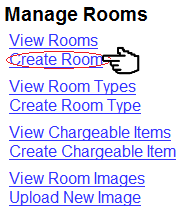 Manage Rooms
View Rooms
Create Room
View Room Types
Create Room Type
View Chargeable Items
Create Chargeable Item
View Room Images
Upload New Image